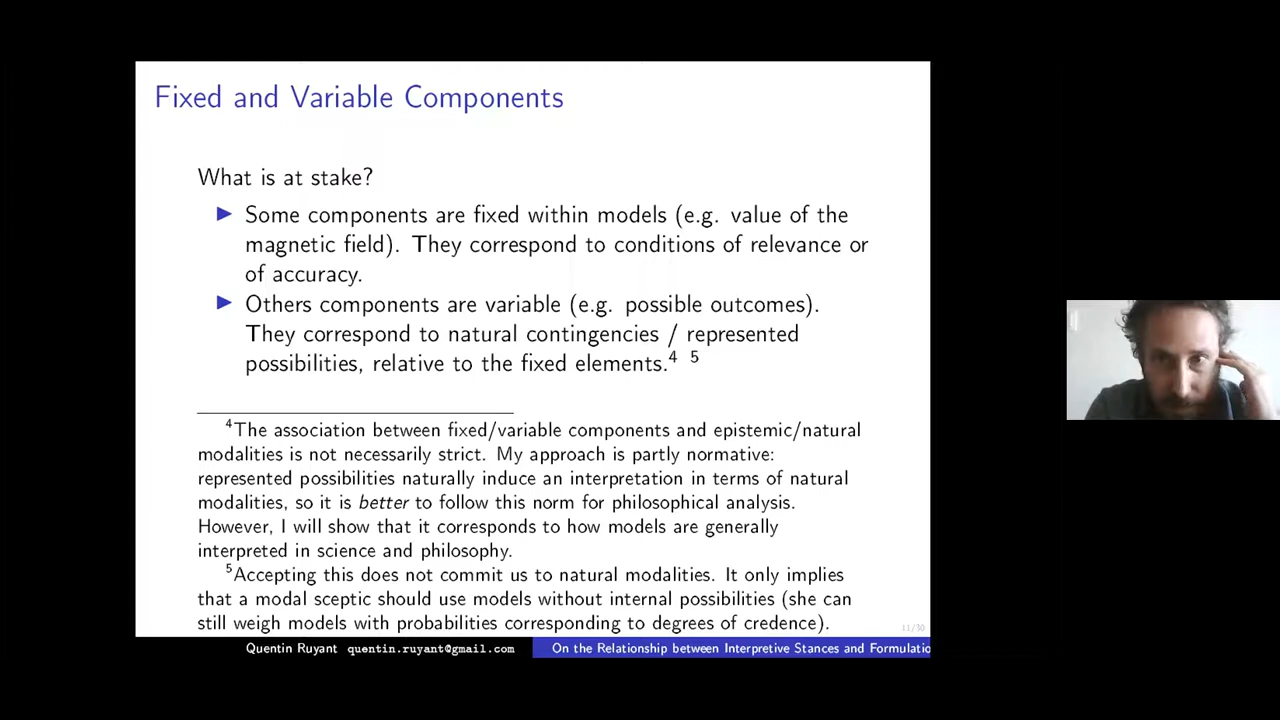 Fixed and Variable Components
What is at stake?
▶ Some components are fixed within models (e.g. value of the
magnetic field). They correspond to conditions of relevance or
of accuracy.
▶ Others components are variable (e.g. possible outcomes).
They correspond to natural contingencies / represented
possibilities, relative to the fixed elements.4 5
4The association between fixed/variable components and epistemic/natural
modalities is not necessarily strict. My approach is partly normative:
represented possibilities naturally induce an interpretation in terms of natural
modalities, so it is better to follow this norm for philosophical analysis.
However, I will show that it corresponds to how models are generally
interpreted in science and philosophy.
5Accepting this does not commit us to natural modalities. It only implies
that a modal sceptic should use models without internal possibilities (she can
still weigh models with probabilities corresponding to degrees of credence).
11/30
Quentin Ruyant quentin.ruyant@gmail.com On the Relationship between Interpretive Stances and Formulatio